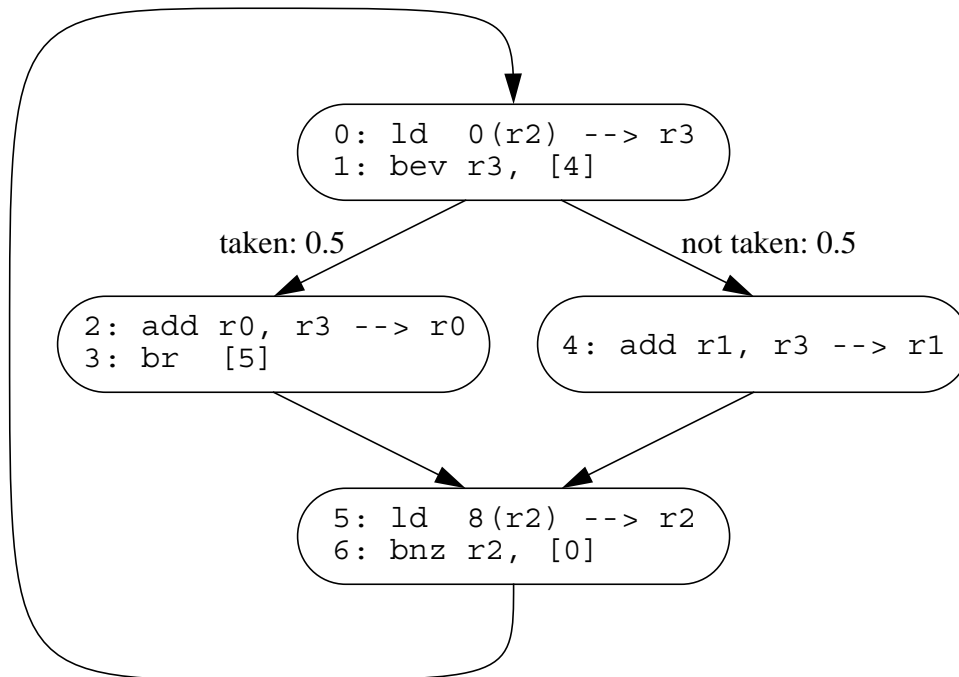 0: ld  0(r2) --> r3
1: bev r3, [4]
taken: 0.5
not taken: 0.5
2: add r0, r3 --> r0
3: br  [5]
4: add r1, r3 --> r1
5: ld  8(r2) --> r2
6: bnz r2, [0]